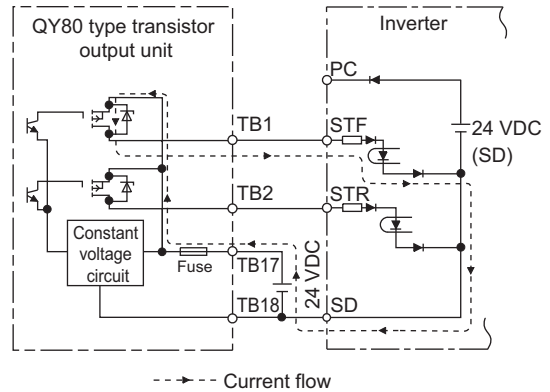 QY80 type transistor
output unit
Inverter
PC
TB1
STF
24 VDC
(SD)
TB2
STR
Constant
voltage
circuit
Fuse
TB17
24 VDC
TB18
SD
Current flow